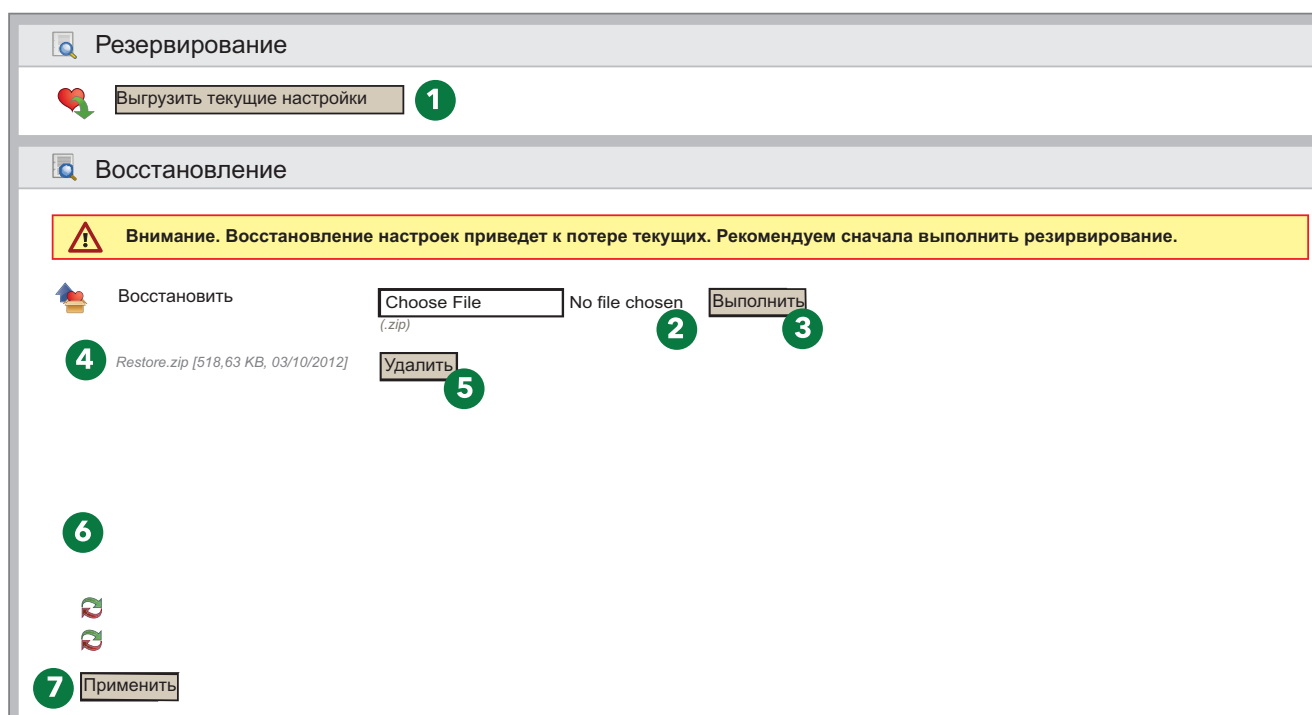 Резервирование
Выгрузить текущие настройки 1
Восстановление
Внимание. Восстановление настроек приведет к потере текущих. Рекомендуем сначала выполнить резирвирование.
Восстановить Choose File No file chosen Выполнить
(.zip) 2 3
4 Restore.zip [518,63 KB, 03/10/2012] Удалить
5
6
7 Применить